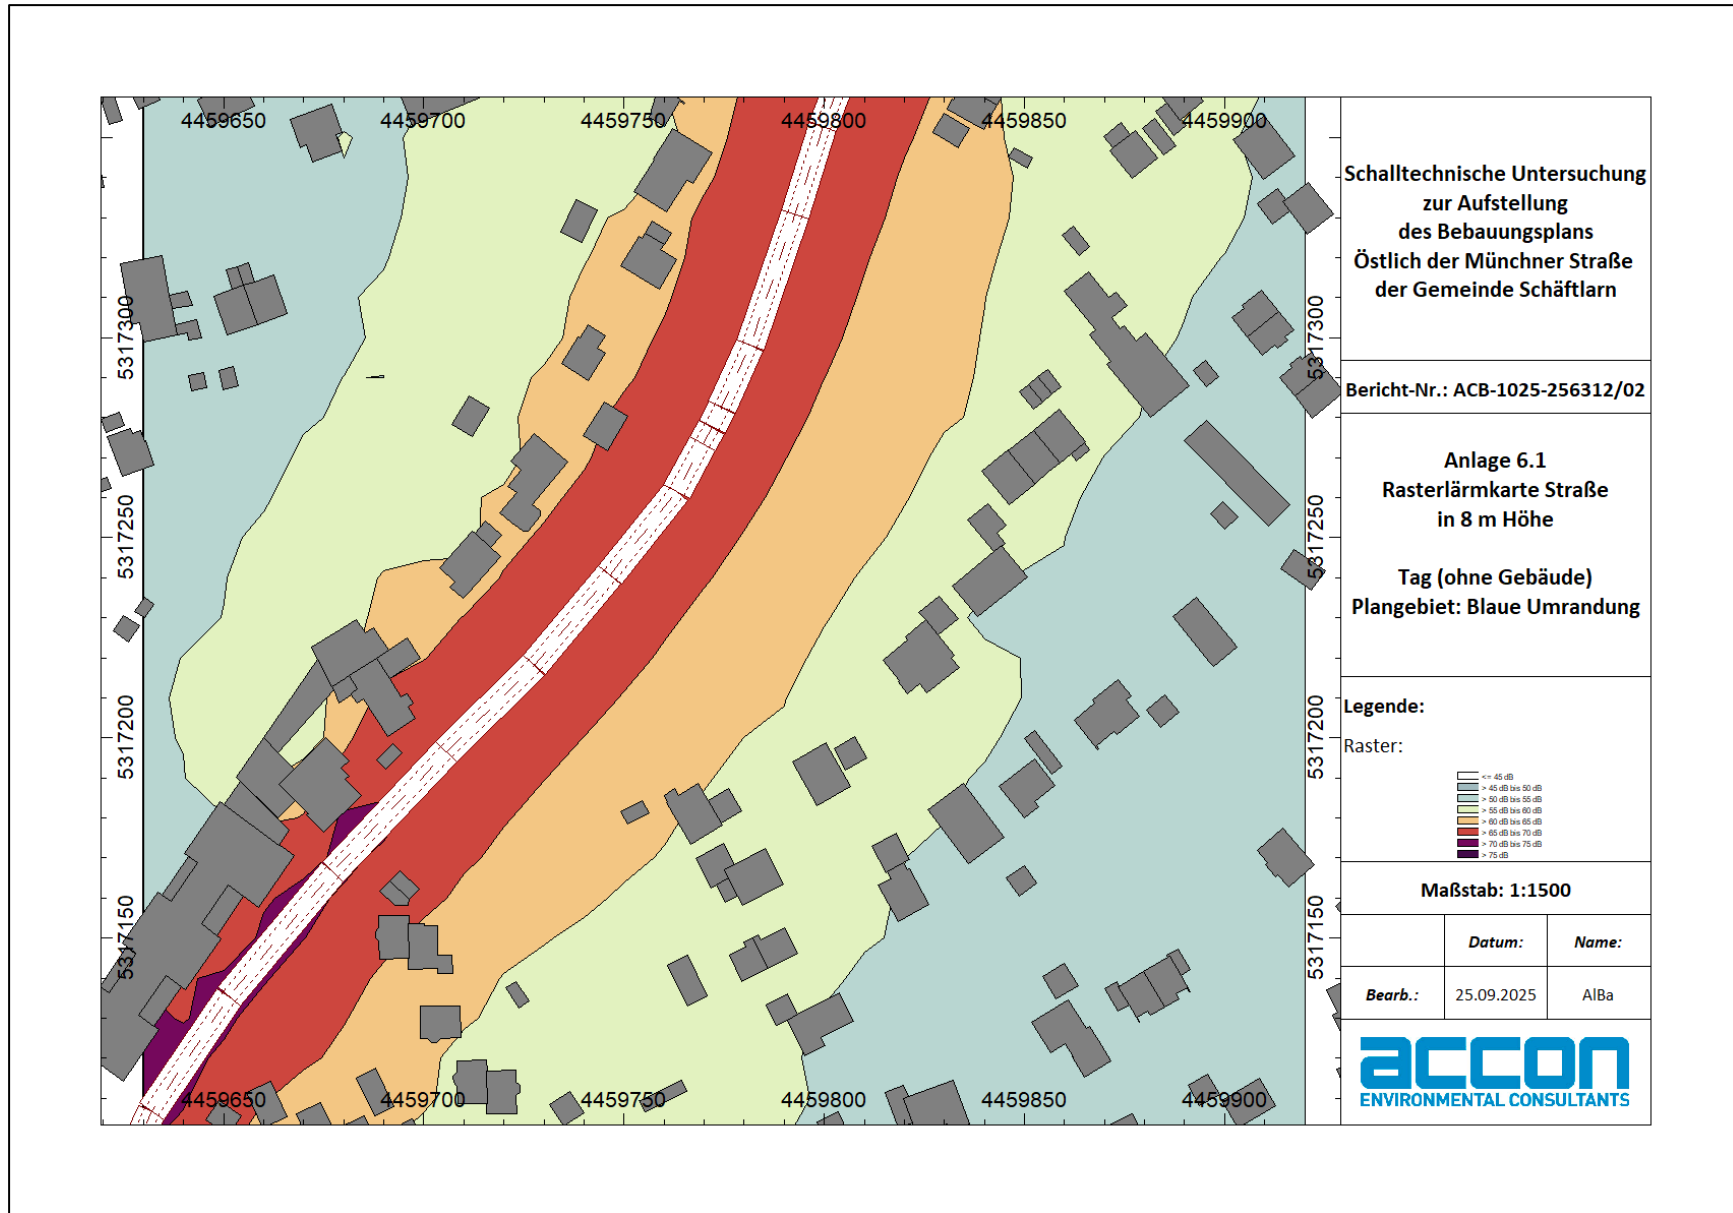 4459650 4459700 4459750 4459800 4459850 4459900
5317300 5317300
5317250 5317250
5317200 5317200
5317150 5317150
4459650 4459700 4459750 4459800 4459850 4459900
Schalltechnische Untersuchung
zur Aufstellung
des Bebauungsplans
Östlich der Münchner Straße
der Gemeinde Schäftlarn
Bericht-Nr.: ACB-1025-256312/02
Anlage 6.1
Rasterlärmkarte Straße
in 8 m Höhe
Tag (ohne Gebäude)
Plangebiet: Blaue Umrandung
Legende:
Raster:
<= 45 dB
> 45 dB bis 50 dB
> 50 dB bis 55 dB
> 55 dB bis 60 dB
> 60 dB bis 65 dB
> 65 dB bis 70 dB
> 70 dB bis 75 dB
> 75 dB
Maßstab: 1:1500
Datum: Name:
Bearb.: 25.09.2025 AlBa
accon
ENVIRONMENTAL CONSULTANTS